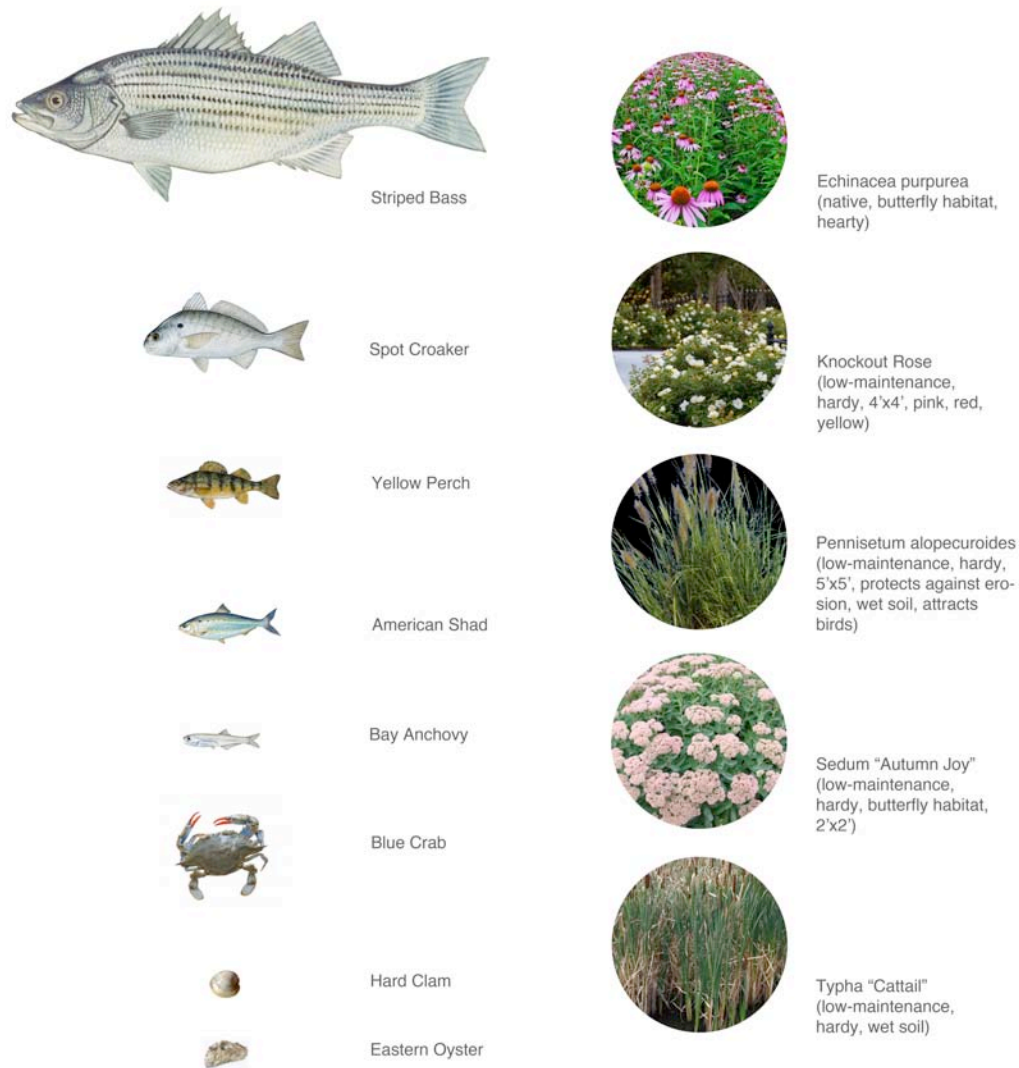 Striped Bass
Spot Croaker
Yellow Perch
American Shad
Bay Anchovy
Blue Crab
Hard Clam
Eastern Oyster
Echinacea purpurea
(native, butterfly habitat,
hearty)
Knockout Rose
(low-maintenance,
hardy, 4'x4', pink, red,
yellow)
Pennisetum alopecuroides
(low-maintenance, hardy,
5'x5', protects against ero-
sion, wet soil, attracts
birds)
Sedum “Autumn Joy”
(low-maintenance,
hardy, butterfly habitat,
2'x2')
Typha “Cattail”
(low-maintenance,
hardy, wet soil)